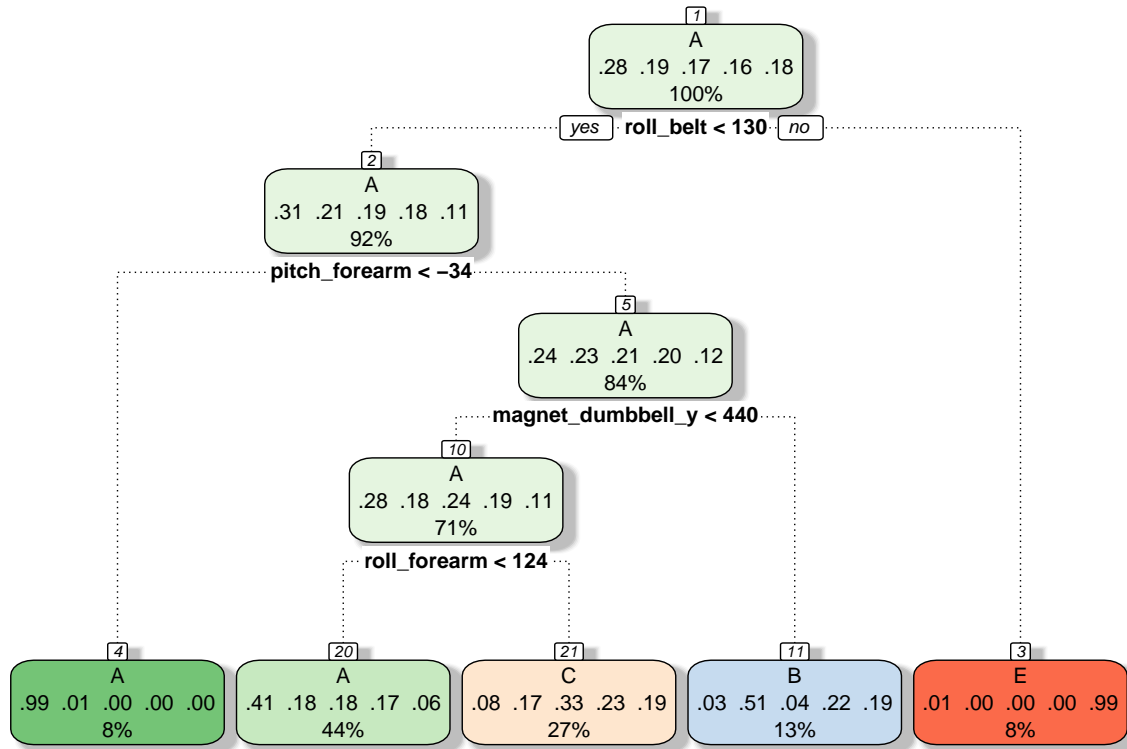 1
A
.28 .19 .17 .16 .18
100%
yes roll_belt < 130 no
2
A
.31 .21 .19 .18 .11
92%
pitch_forearm < −34
5
A
.24 .23 .21 .20 .12
84%
magnet_dumbbell_y < 440
10
A
.28 .18 .24 .19 .11
71%
roll_forearm < 124
4
A
.99 .01 .00 .00 .00
8%
20
A
.41 .18 .18 .17 .06
44%
21
C
.08 .17 .33 .23 .19
27%
11
B
.03 .51 .04 .22 .19
13%
3
E
.01 .00 .00 .00 .99
8%